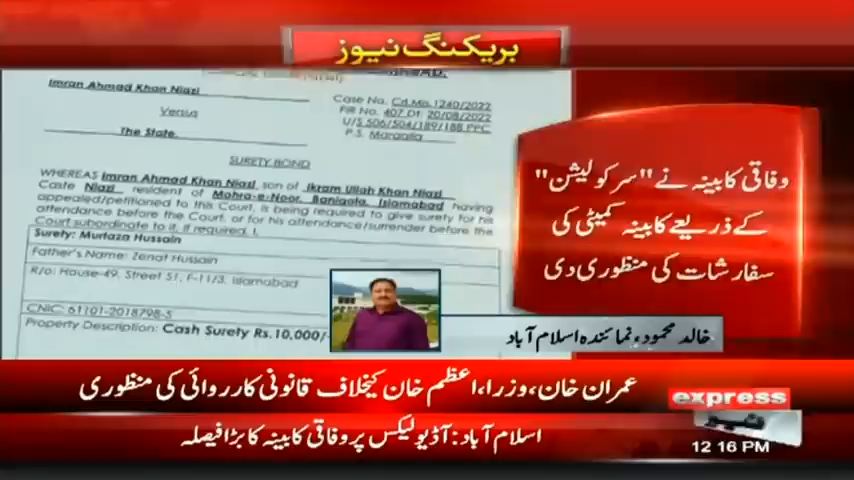 بریکنگ نیوز
Imran Ahmad Khan Niazi
Versus
The State.
Case No. Cd.Mis.1240/2022
FIR No. 407 Dt: 20/08/2022
U/S 506/504/189/188 PPC
P.S. Margalla
SURETY BOND
WHEREAS Imran Ahmad Khan Niazi son of Ikram Ullah Khan Niazi
Caste Niazi resident of Mohra-e-Noor, Banigala, Islamabad having
appealed/petitioned to this Court, is being required to give surety for his
attendance before the Court, or for his attendance/surrender before the
Court subordinate to it, if required, I,
Surety: Murtaza Hussain
Father's Name: Zenat Hussain
R/o: House-49, Street 51, F-11/3, Islamabad
CNIC: 61101-2018798-5
Property Description: Cash Surety Rs.10,000/-
وفاقی کابینہ نے "سرکولیشن"
کے ذریعے کابینہ کمیٹی کی
سفارشات کی منظوری دی
خالد محمود، نمائندہ اسلام آباد
عمران خان، وزرا، اعظم خان کیخلاف قانونی کارروائی کی منظوری
اسلام آباد: آڈیو لیکس پر وفاقی کابینہ کا بڑا فیصلہ
express
نیوز
12:16 PM